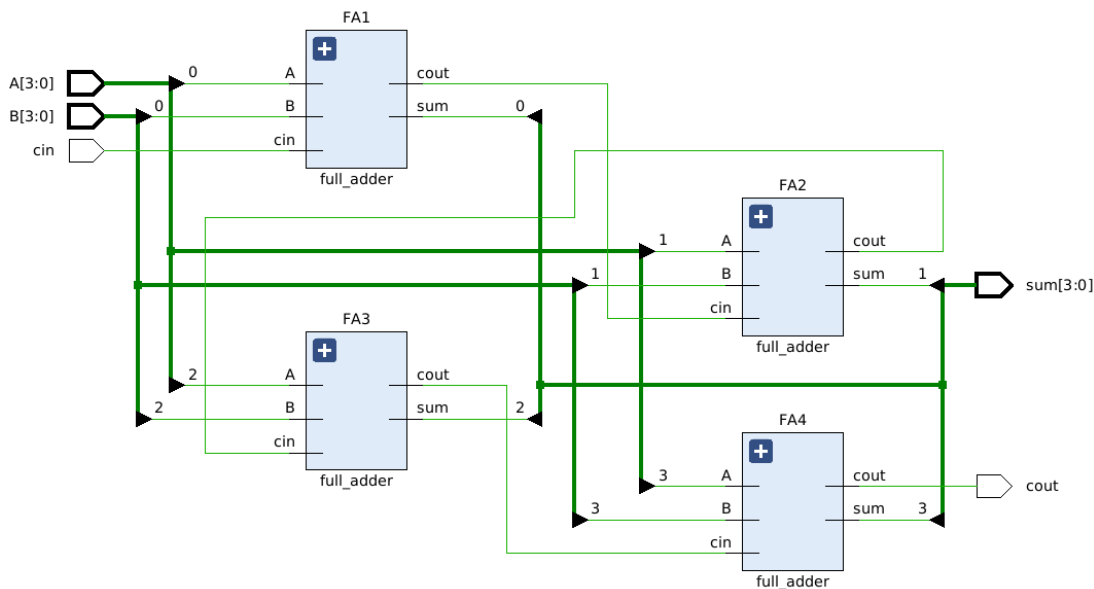 FA1
A[3:0]
0
A
cout
B[3:0]
0
B
sum
0
cin
cin
full_adder
FA2
1
A
cout
1
B
sum
1
sum[3:0]
cin
full_adder
FA3
2
A
cout
2
B
sum
2
cin
full_adder
FA4
3
A
cout
cout
3
B
sum
3
cin
full_adder